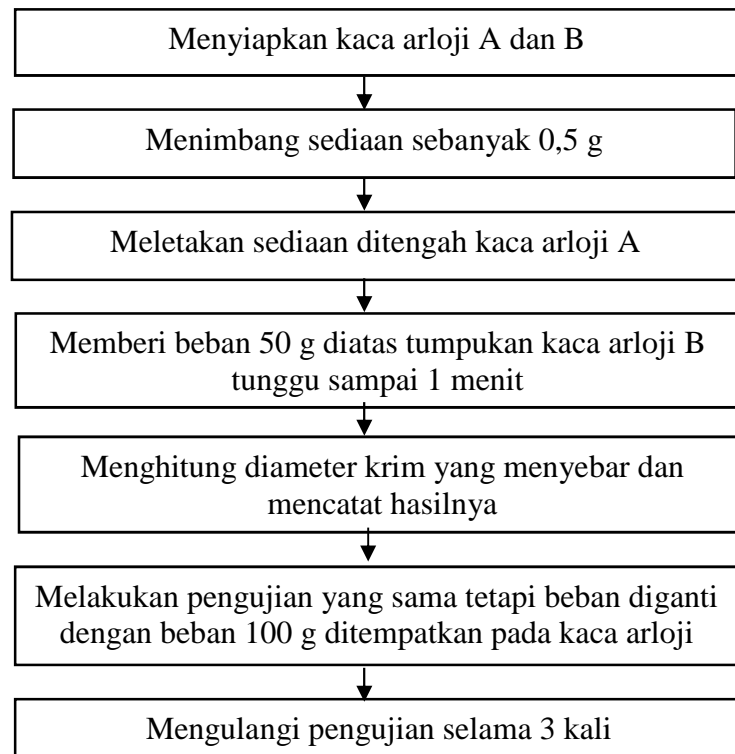 Menyiapkan kaca arloji A dan B
Menimbang sediaan sebanyak 0,5 g
Meletakan sediaan ditengah kaca arloji A
Memberi beban 50 g diatas tumpukan kaca arloji B
tunggu sampai 1 menit
Menghitung diameter krim yang menyebar dan
mencatat hasilnya
Melakukan pengujian yang sama tetapi beban diganti
dengan beban 100 g ditempatkan pada kaca arloji
Mengulangi pengujian selama 3 kali